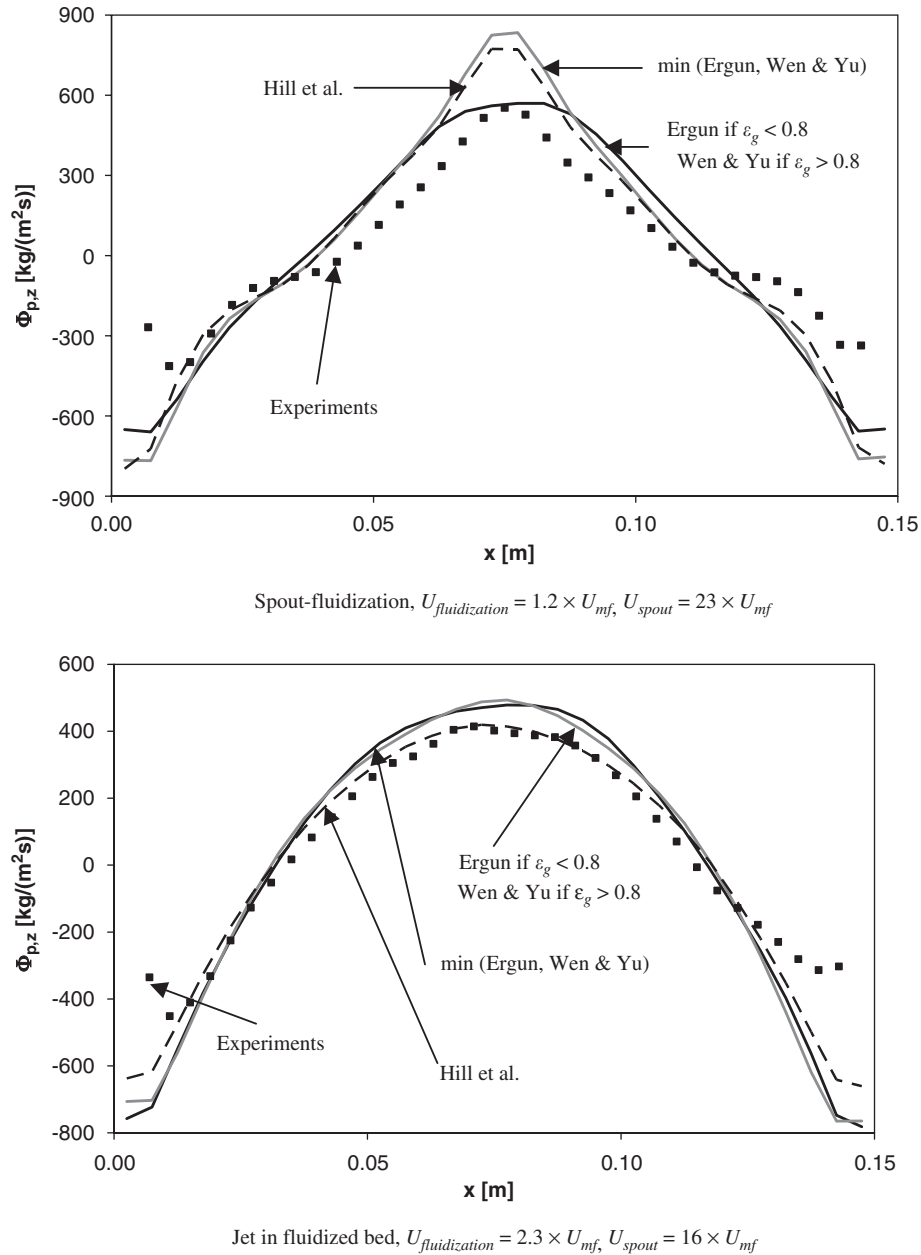 900
600
300
0
-300
-600
-900
Φp,z [kg/(m²s)]
Hill et al.
min (Ergun, Wen & Yu)
Ergun if εg < 0.8
Wen & Yu if εg > 0.8
Experiments
0.00 0.05 0.10 0.15
x [m]
Spout-fluidization, Ufluidization = 1.2 × Umf, Uspout = 23 × Umf
600
400
200
0
-200
-400
-600
-800
Φp,z [kg/(m²s)]
Ergun if εg < 0.8
Wen & Yu if εg > 0.8
min (Ergun, Wen & Yu)
Experiments
Hill et al.
0.00 0.05 0.10 0.15
x [m]
Jet in fluidized bed, Ufluidization = 2.3 × Umf, Uspout = 16 × Umf